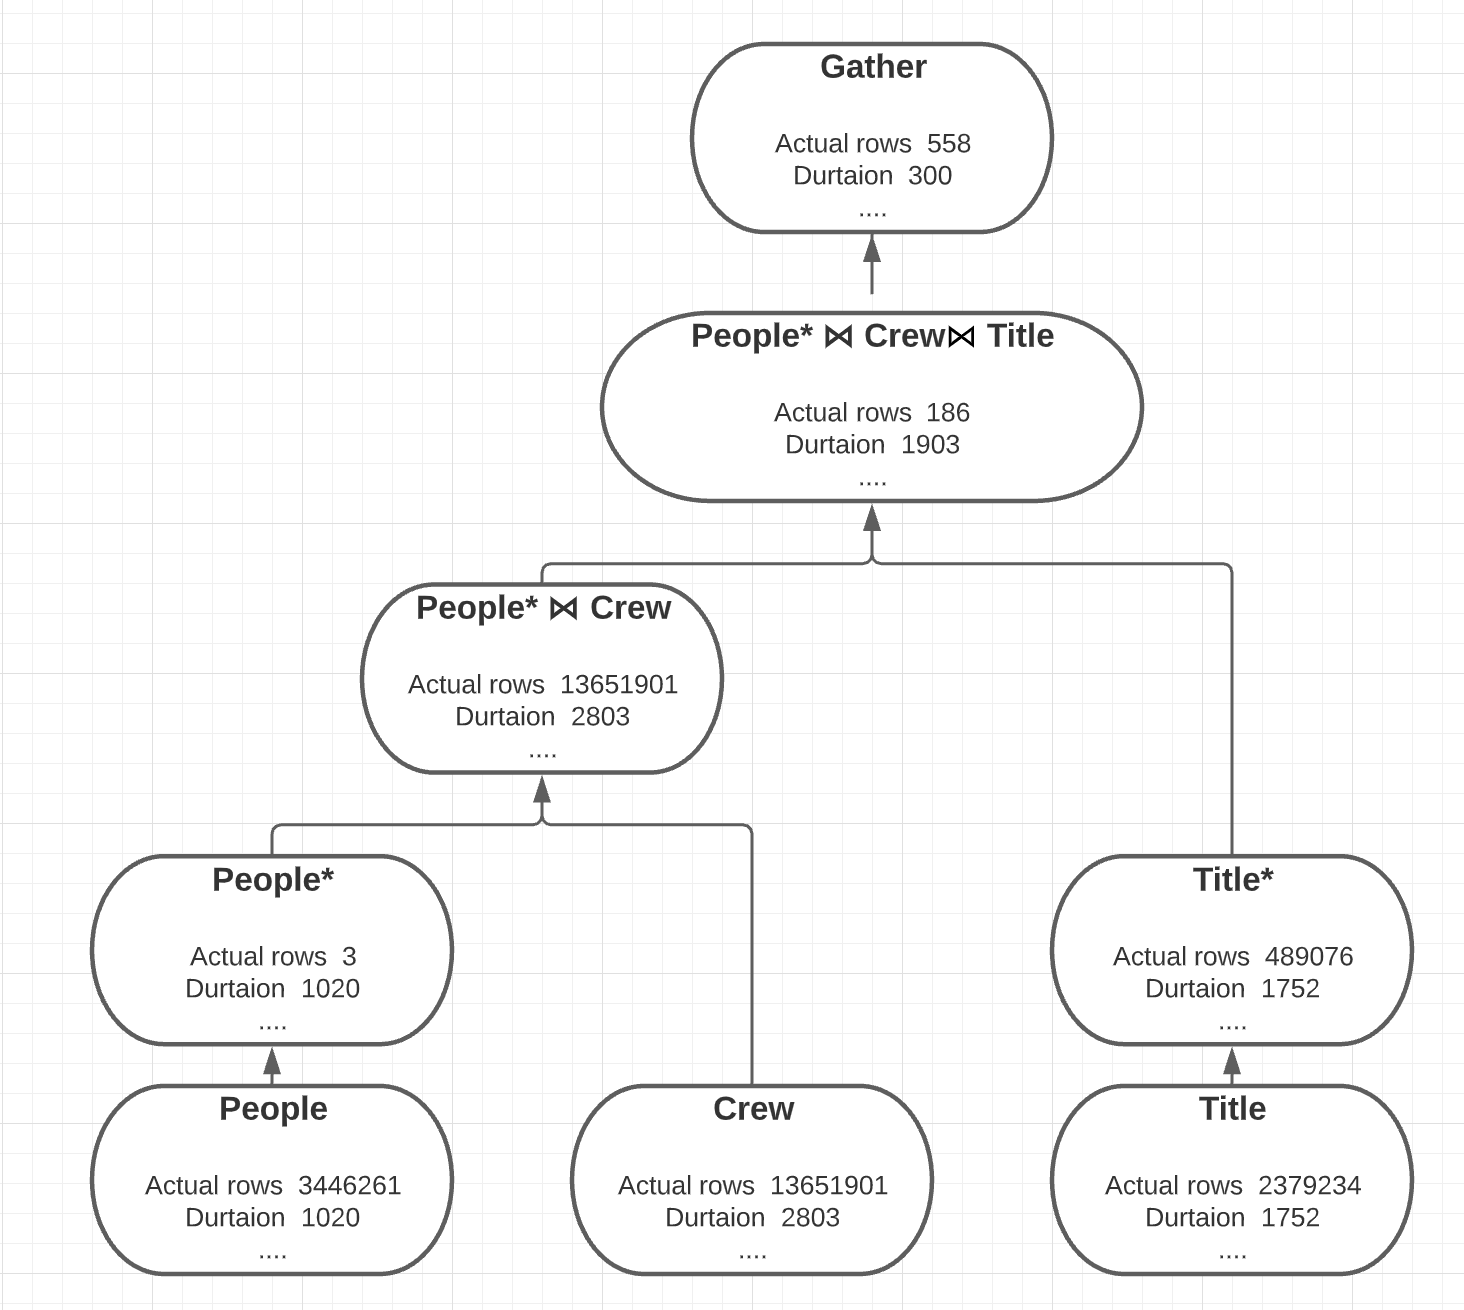 Gather
Actual rows 558
Durtaion 300
....
People* ⋈ Crew⋈ Title
Actual rows 186
Durtaion 1903
....
People* ⋈ Crew
Actual rows 13651901
Durtaion 2803
....
People*
Actual rows 3
Durtaion 1020
....
Title*
Actual rows 489076
Durtaion 1752
....
People
Actual rows 3446261
Durtaion 1020
....
Crew
Actual rows 13651901
Durtaion 2803
....
Title
Actual rows 2379234
Durtaion 1752
....